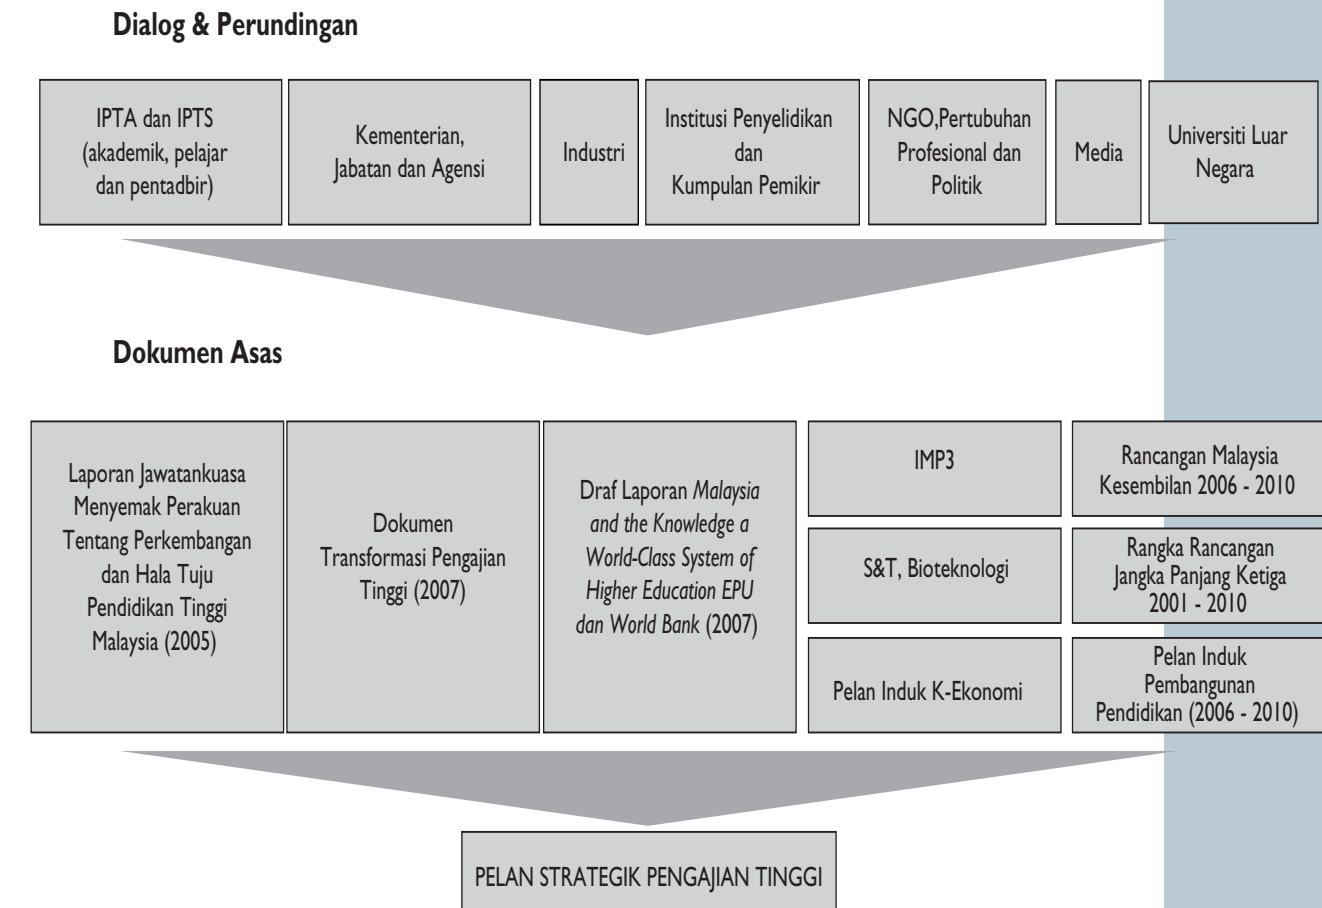 Dialog & Perundingan
IPTA dan IPTS
(akademik, pelajar
dan pentadbir)
Kementerian,
Jabatan dan Agensi
Industri
Institusi Penyelidikan
dan
Kumpulan Pemikir
NGO,Pertubuhan
Profesional dan
Politik
Media
Universiti Luar
Negara
Dokumen Asas
Laporan Jawatankuasa
Menyemak Perakuan
Tentang Perkembangan
dan Hala Tuju
Pendidikan Tinggi
Malaysia (2005)
Dokumen
Transformasi Pengajian
Tinggi (2007)
Draf Laporan Malaysia
and the Knowledge a
World-Class System of
Higher Education EPU
dan World Bank (2007)
IMP3
Rancangan Malaysia
Kesembilan 2006 - 2010
S&T, Bioteknologi
Rangka Rancangan
Jangka Panjang Ketiga
2001 - 2010
Pelan Induk K-Ekonomi
Pelan Induk
Pembangunan
Pendidikan (2006 - 2010)
PELAN STRATEGIK PENGAJIAN TINGGI